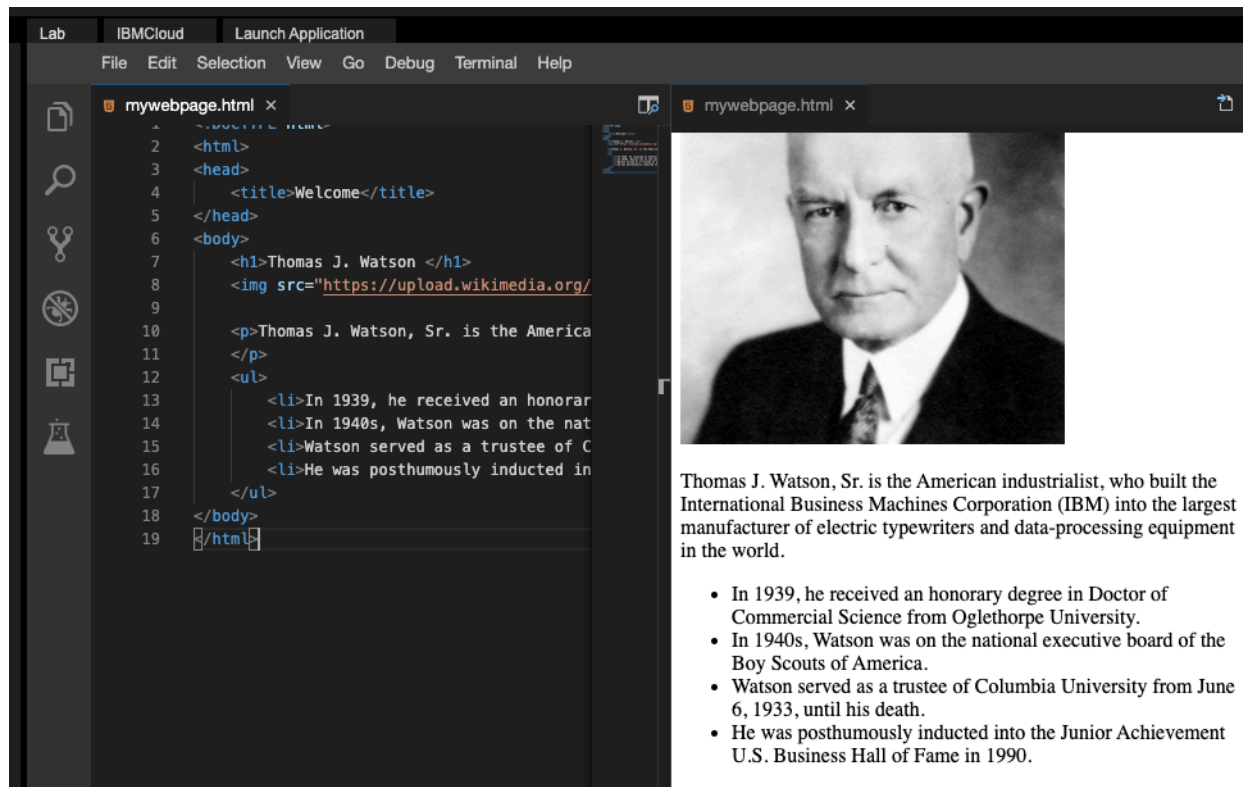 Lab IBMCloud Launch Application
File Edit Selection View Go Debug Terminal Help
mywebpage.html ×
1 <!DOCTYPE html>
2 <html>
3 <head>
4 <title>Welcome</title>
5 </head>
6 <body>
7 <h1>Thomas J. Watson </h1>
8 <img src="https://upload.wikimedia.org/
9
10 <p>Thomas J. Watson, Sr. is the America
11 </p>
12 <ul>
13 <li>In 1939, he received an honorar
14 <li>In 1940s, Watson was on the nat
15 <li>Watson served as a trustee of C
16 <li>He was posthumously inducted in
17 </ul>
18 </body>
19 </html>
mywebpage.html ×
Thomas J. Watson, Sr. is the American industrialist, who built the
International Business Machines Corporation (IBM) into the largest
manufacturer of electric typewriters and data-processing equipment
in the world.
• In 1939, he received an honorary degree in Doctor of
Commercial Science from Oglethorpe University.
• In 1940s, Watson was on the national executive board of the
Boy Scouts of America.
• Watson served as a trustee of Columbia University from June
6, 1933, until his death.
• He was posthumously inducted into the Junior Achievement
U.S. Business Hall of Fame in 1990.